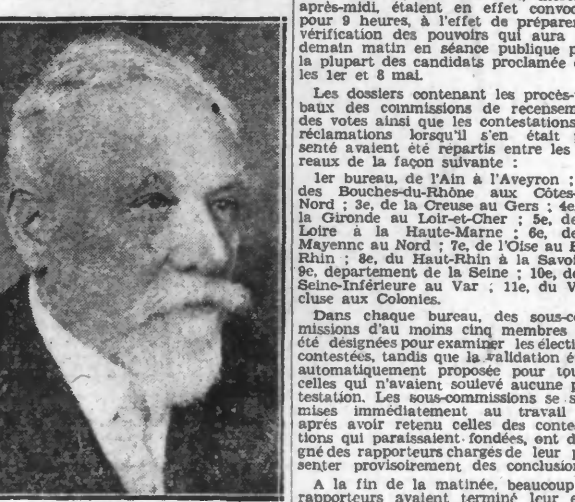 après-midi, étaient en effet convoq
pour 9 heures, à l'effet de préparer
vérification des pouvoirs qui aura
demain matin en séance publique p
la plupart des candidats proclamée
les 1er et 8 mai.
Les dossiers contenant les procès-
baux des commissions de recensem
des votes ainsi que les contestations
réclamations lorsqu'il s'en était
senté avaient été répartis entre les
reaux de la façon suivante :
1er bureau, de l'Ain à l'Aveyron ;
des Bouches-du-Rhône aux Côtes-
Nord ; 3e, de la Creuse au Gers ; 4e
la Gironde au Loir-et-Cher ; 5e, de
Loire à la Haute-Marne ; 6e, de
Mayenne au Nord ; 7e, de l'Oise au B
Rhin ; 8e, du Haut-Rhin à la Savoi
9e, département de la Seine ; 10e, de
Seine-Inférieure au Var ; 11e, du V
cluse aux Colonies.
Dans chaque bureau, des sous-co
missions d'au moins cinq membres
été désignées pour examiner les électi
contestées, tandis que la validation é
automatiquement proposée pour tou
celles qui n'avaient soulevé aucune p
testation. Les sous-commissions se s
mises immédiatement au travail
après avoir retenu celles des conte
tions qui paraissaient fondées, ont d
gné des rapporteurs chargés de leur p
senter provisoirement des conclusion
A la fin de la matinée, beaucoup
rapporteurs avaient terminé leur